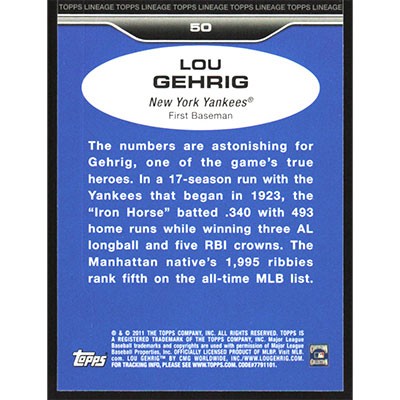 TOPPS LINEAGE TOPPS LINEAGE TOPPS LINEAGE TOPPS LINEAGE TOPPS LINEAGE
50
LOU
GEHRIG
New York Yankees®
First Baseman
The numbers are astonishing for
Gehrig, one of the game's true
heroes. In a 17-season run with the
Yankees that began in 1923, the
“Iron Horse” batted .340 with 493
home runs while winning three AL
longball and five RBI crowns. The
Manhattan native's 1,995 ribbies
rank fifth on the all-time MLB list.
® & © 2011 THE TOPPS COMPANY, INC. ALL RIGHTS RESERVED. TOPPS IS
A REGISTERED TRADEMARK OF THE TOPPS COMPANY, INC. Major League
Baseball trademarks and copyrights are used with permission of Major League
Baseball Properties, Inc. OFFICIALLY LICENSED PRODUCT OF MLBP. Visit MLB.
com. LOU GEHRIG™ BY CMG WORLDWIDE, INC./WWW.LOUGEHRIG.COM
FOR TRACKING INFO, PLEASE VISIT WWW.TOPPS.COM, CODE#7791101.
Topps